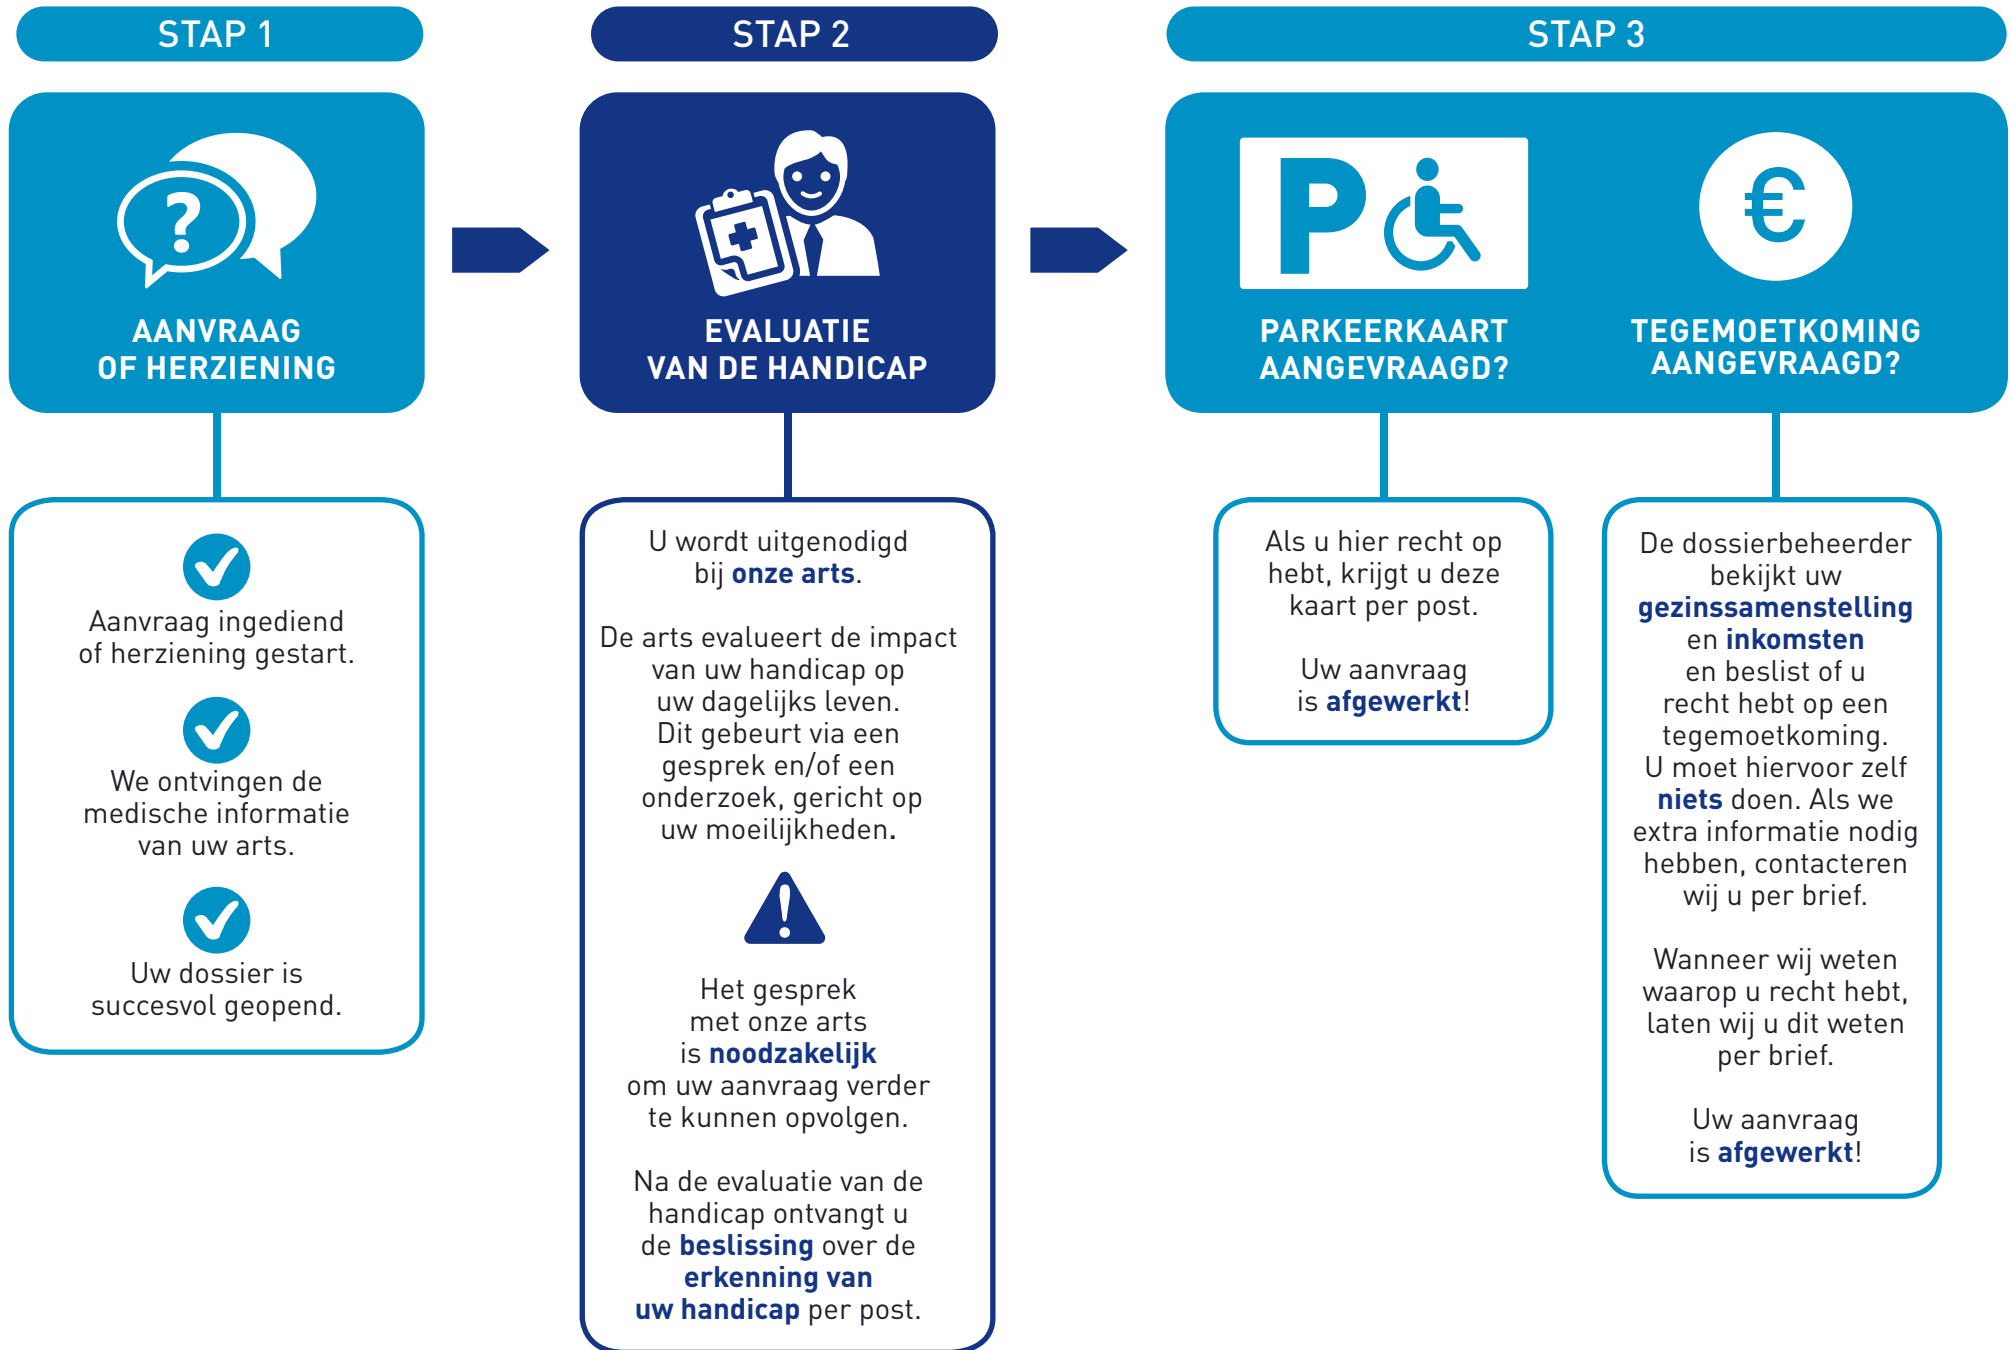 STAP 1
AANVRAAG
OF HERZIENING
Aanvraag ingediend
of herziening gestart.
We ontvingen de
medische informatie
van uw arts.
Uw dossier is
succesvol geopend.
STAP 2
EVALUATIE
VAN DE HANDICAP
U wordt uitgenodigd
bij onze arts.
De arts evalueert de impact
van uw handicap op
uw dagelijks leven.
Dit gebeurt via een
gesprek en/of een
onderzoek, gericht op
uw moeilijkheden.
Het gesprek
met onze arts
is noodzakelijk
om uw aanvraag verder
te kunnen opvolgen.
Na de evaluatie van de
handicap ontvangt u
de beslissing over de
erkenning van
uw handicap per post.
STAP 3
P
PARKEERKAART
AANGEVRAAGD?
Als u hier recht op
hebt, krijgt u deze
kaart per post.
Uw aanvraag
is afgewerkt!
€
TEGEMOETKOMING
AANGEVRAAGD?
De dossierbeheerder
bekijkt uw
gezinssamenstelling
en inkomsten
en beslist of u
recht hebt op een
tegemoetkoming.
U moet hiervoor zelf
niets doen. Als we
extra informatie nodig
hebben, contacteren
wij u per brief.
Wanneer wij weten
waarop u recht hebt,
laten wij u dit weten
per brief.
Uw aanvraag
is afgewerkt!